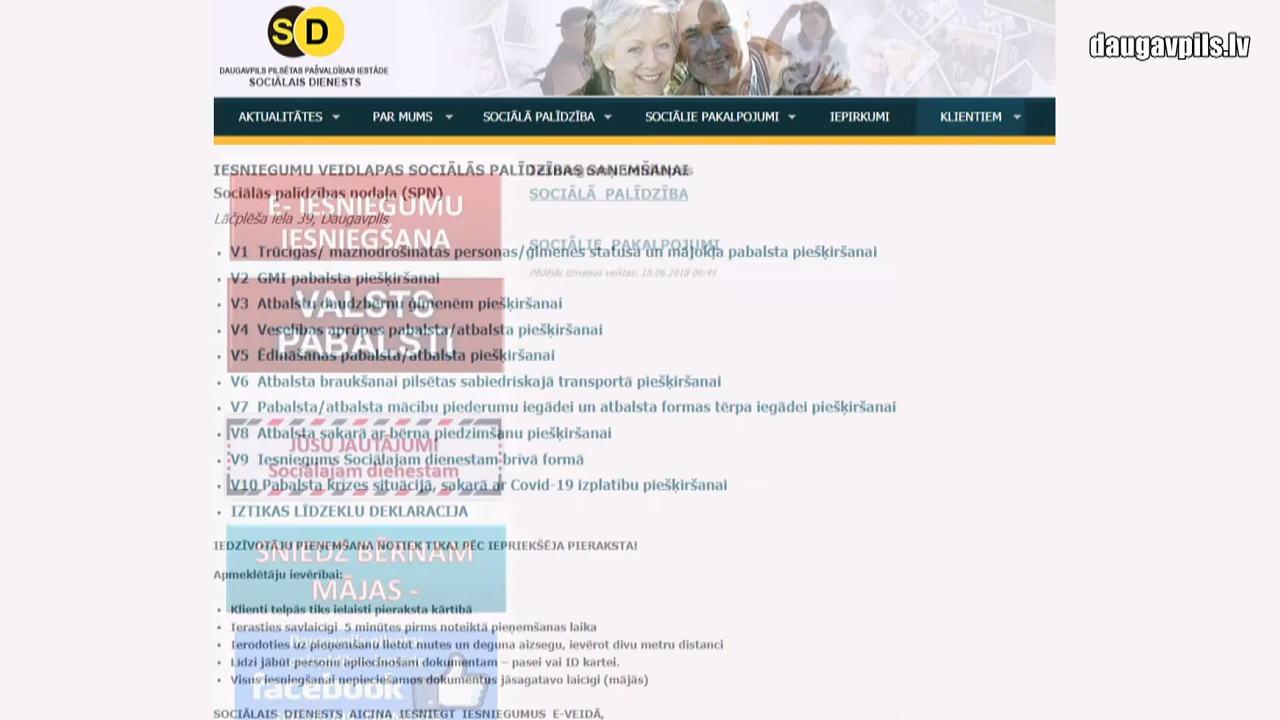 SD
daugavpils.lv
DAUGAVPILS PILSĒTAS PAŠVALDĪBAS IESTĀDE
SOCIĀLAIS DIENESTS
AKTUALITĀTES PAR MUMS SOCIĀLĀ PALĪDZĪBA SOCIĀLIE PAKALPOJUMI IEPIRKUMI KLIENTIEM
IESNIEGUMU VEIDLAPAS SOCIĀLĀS PALĪDZĪBAS SAŅEMŠANAI
Sociālās palīdzības nodaļa (SPN)
SOCIĀLĀ PALĪDZĪBA
E- IESNIEGUMU
Lāčplēša iela 39, Daugavpils
IESNIEGŠANA
SOCIĀLIE PAKALPOJUMI
V1 Trūcīgas/ maznodrošinātas personas/ģimenes statusa un mājokļa pabalsta piešķiršanai
Pēdējās izmaiņas veiktas: 18.06.2018 06:49
V2 GMI pabalsta piešķiršanai
V3 Atbalstu daudzbērnu ģimenēm piešķiršanai
VALSTS
V4 Veselības aprūpes pabalsta/atbalsta piešķiršanai
PABALSTI
V5 Ēdināšanas pabalsta/atbalsta piešķiršanai
V6 Atbalsta braukšanai pilsētas sabiedriskajā transportā piešķiršanai
V7 Pabalsta/atbalsta mācību piederumu iegādei un atbalsta formas tērpa iegādei piešķiršanai
V8 Atbalsta sakarā ar bērna piedzimšanu piešķiršanai
JŪSU JAUTĀJUMI
V9 Iesniegums Sociālajam dienestam brīvā formā
Sociālajam dienestam
V10 Pabalsta krīzes situācijā, sakarā ar Covid-19 izplatību piešķiršanai
IZTIKAS LĪDZEKLU DEKLARACIJA
IEDZĪVOTĀJU PIEŅEMŠANA NOTIEK TIKAI PĒC IEPRIEKŠĒJA PIERAKSTA!
SNIEDZ BĒRNAM
Apmeklētāju ievērībai:
MĀJAS -
Klienti telpās tiks ielaisti pieraksta kārtībā
Ierasties savlaicīgi 5 minūtes pirms noteiktā pieņemšanas laika
Ierodoties uz pieņemšanu lietot mutes un deguna aizsegu, ievērot divu metru distanci
Līdzi jābūt personu apliecinošam dokumentam – pasei vai ID kartei.
Visus iesniegšanai nepieciešamos dokumentus jāsagatavo laicīgi (mājās)
facebook
SOCIĀLAIS DIENESTS AICINA IESNIEGT IESNIEGUMUS E-VEIDĀ,